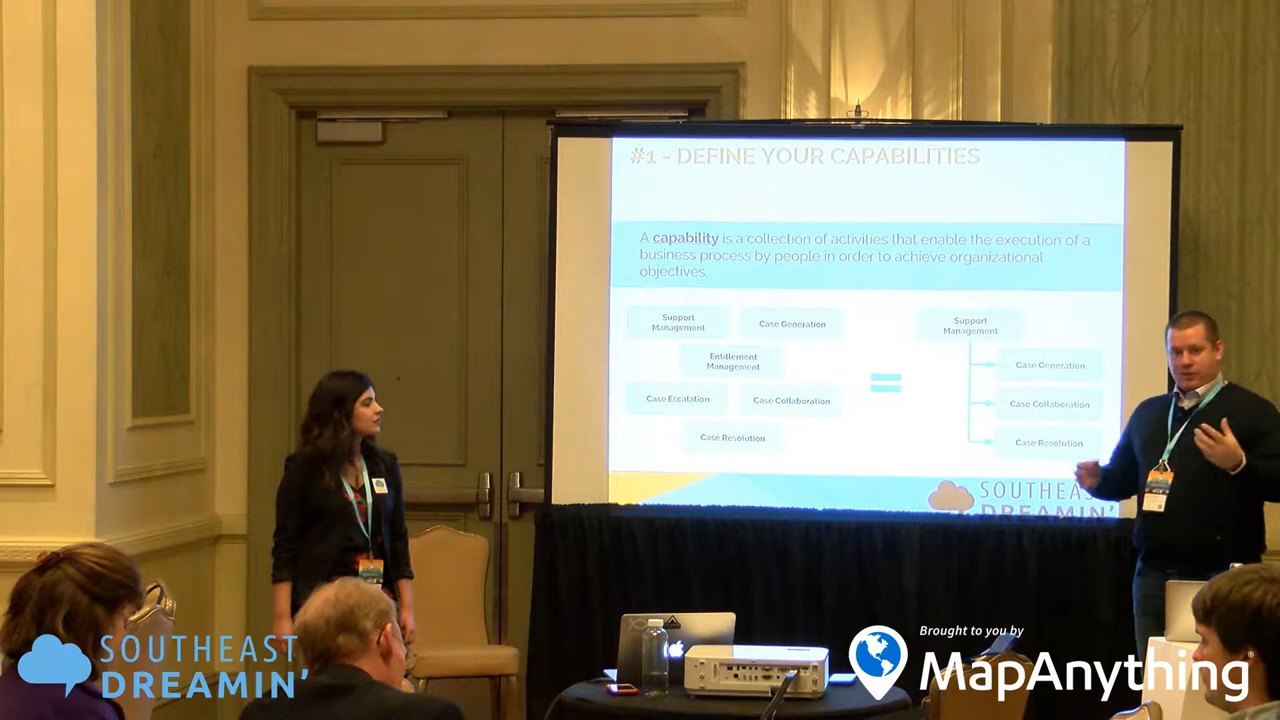 #1 - DEFINE YOUR CAPABILITIES
A capability is a collection of activities that enable the execution of a
business process by people in order to achieve organizational
objectives.
Support
Management
Case Generation
Entitlement
Management
Case Escalation
Case Collaboration
Case Resolution
=
Support
Management
Case Generation
Case Collaboration
Case Resolution
SOUTHEAS
DREAMIN'
SOUTHEAST
DREAMIN'
Brought to you by
MapAnything®